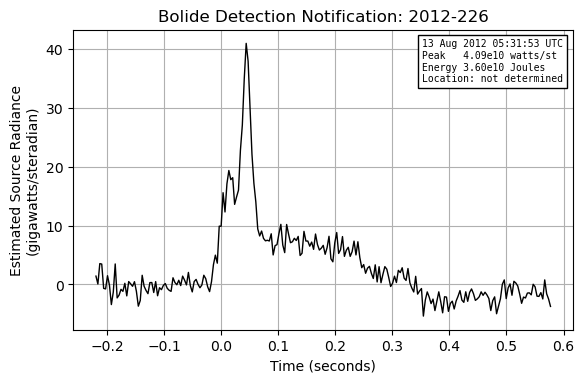 Bolide Detection Notification: 2012-226
13 Aug 2012 05:31:53 UTC
Peak   4.09e10 watts/st
Energy 3.60e10 Joules
Location: not determined
Estimated Source Radiance
(gigawatts/steradian)
40
30
20
10
0
−0.2 −0.1 0.0 0.1 0.2 0.3 0.4 0.5 0.6
Time (seconds)